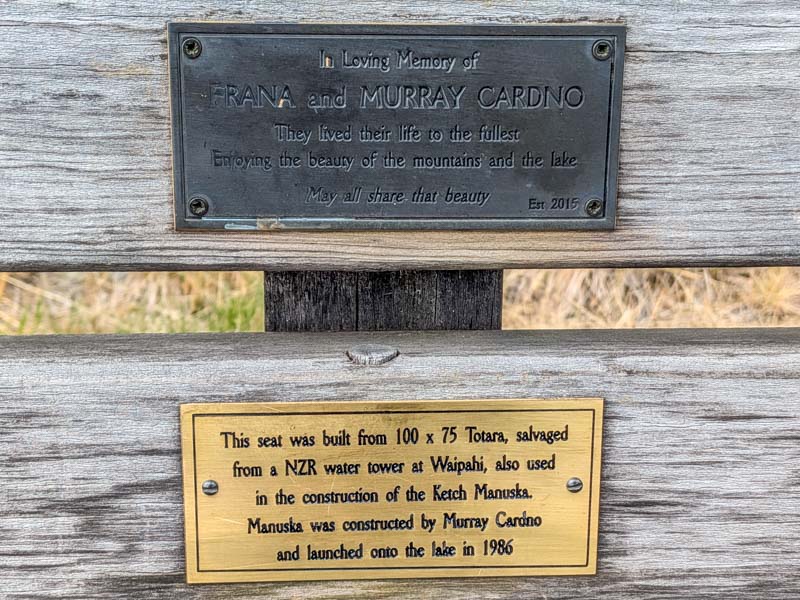 In Loving Memory of
FRANA and MURRAY CARDNO
They lived their life to the fullest
Enjoying the beauty of the mountains and the lake
May all share that beauty
Est 2015
This seat was built from 100 x 75 Totara, salvaged
from a NZR water tower at Waipahi, also used
in the construction of the Ketch Manuska.
Manuska was constructed by Murray Cardno
and launched onto the lake in 1986